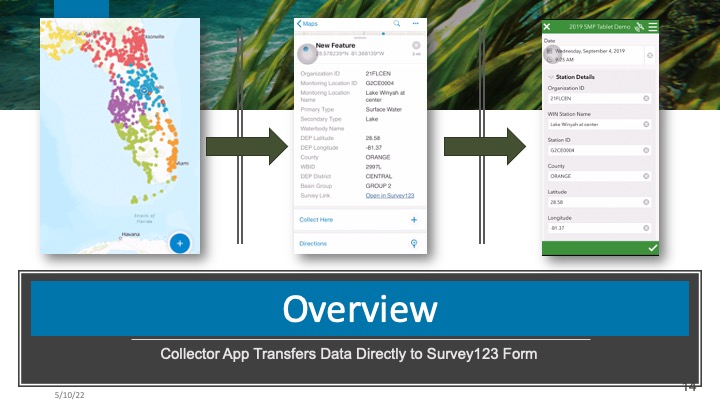 sonville
iami
Straits of
Florida
Havana
+
Maps
New Feature
28.578239°N 81.368139°W
Organization ID 21FLCEN
Monitoring Location ID G2CE0004
Monitoring Location Name Lake Winyah at center
Primary Type Surface Water
Secondary Type Lake
Waterbody Name
DEP Latitude 28.58
DEP Longitude -81.37
County ORANGE
WBID 2997L
DEP District CENTRAL
Basin Group GROUP 2
Survey Link Open in Survey123
Collect Here +
Directions
2019 SMP Tablet Demo
Date
Wednesday, September 4, 2019
9:25 AM
Station Details
Organization ID
21FLCEN
WIN Station Name
Lake Winyah at center
Station ID
G2CE0004
County
ORANGE
Latitude
28.58
Longitude
-81.37
Overview
Collector App Transfers Data Directly to Survey123 Form
5/10/22
14